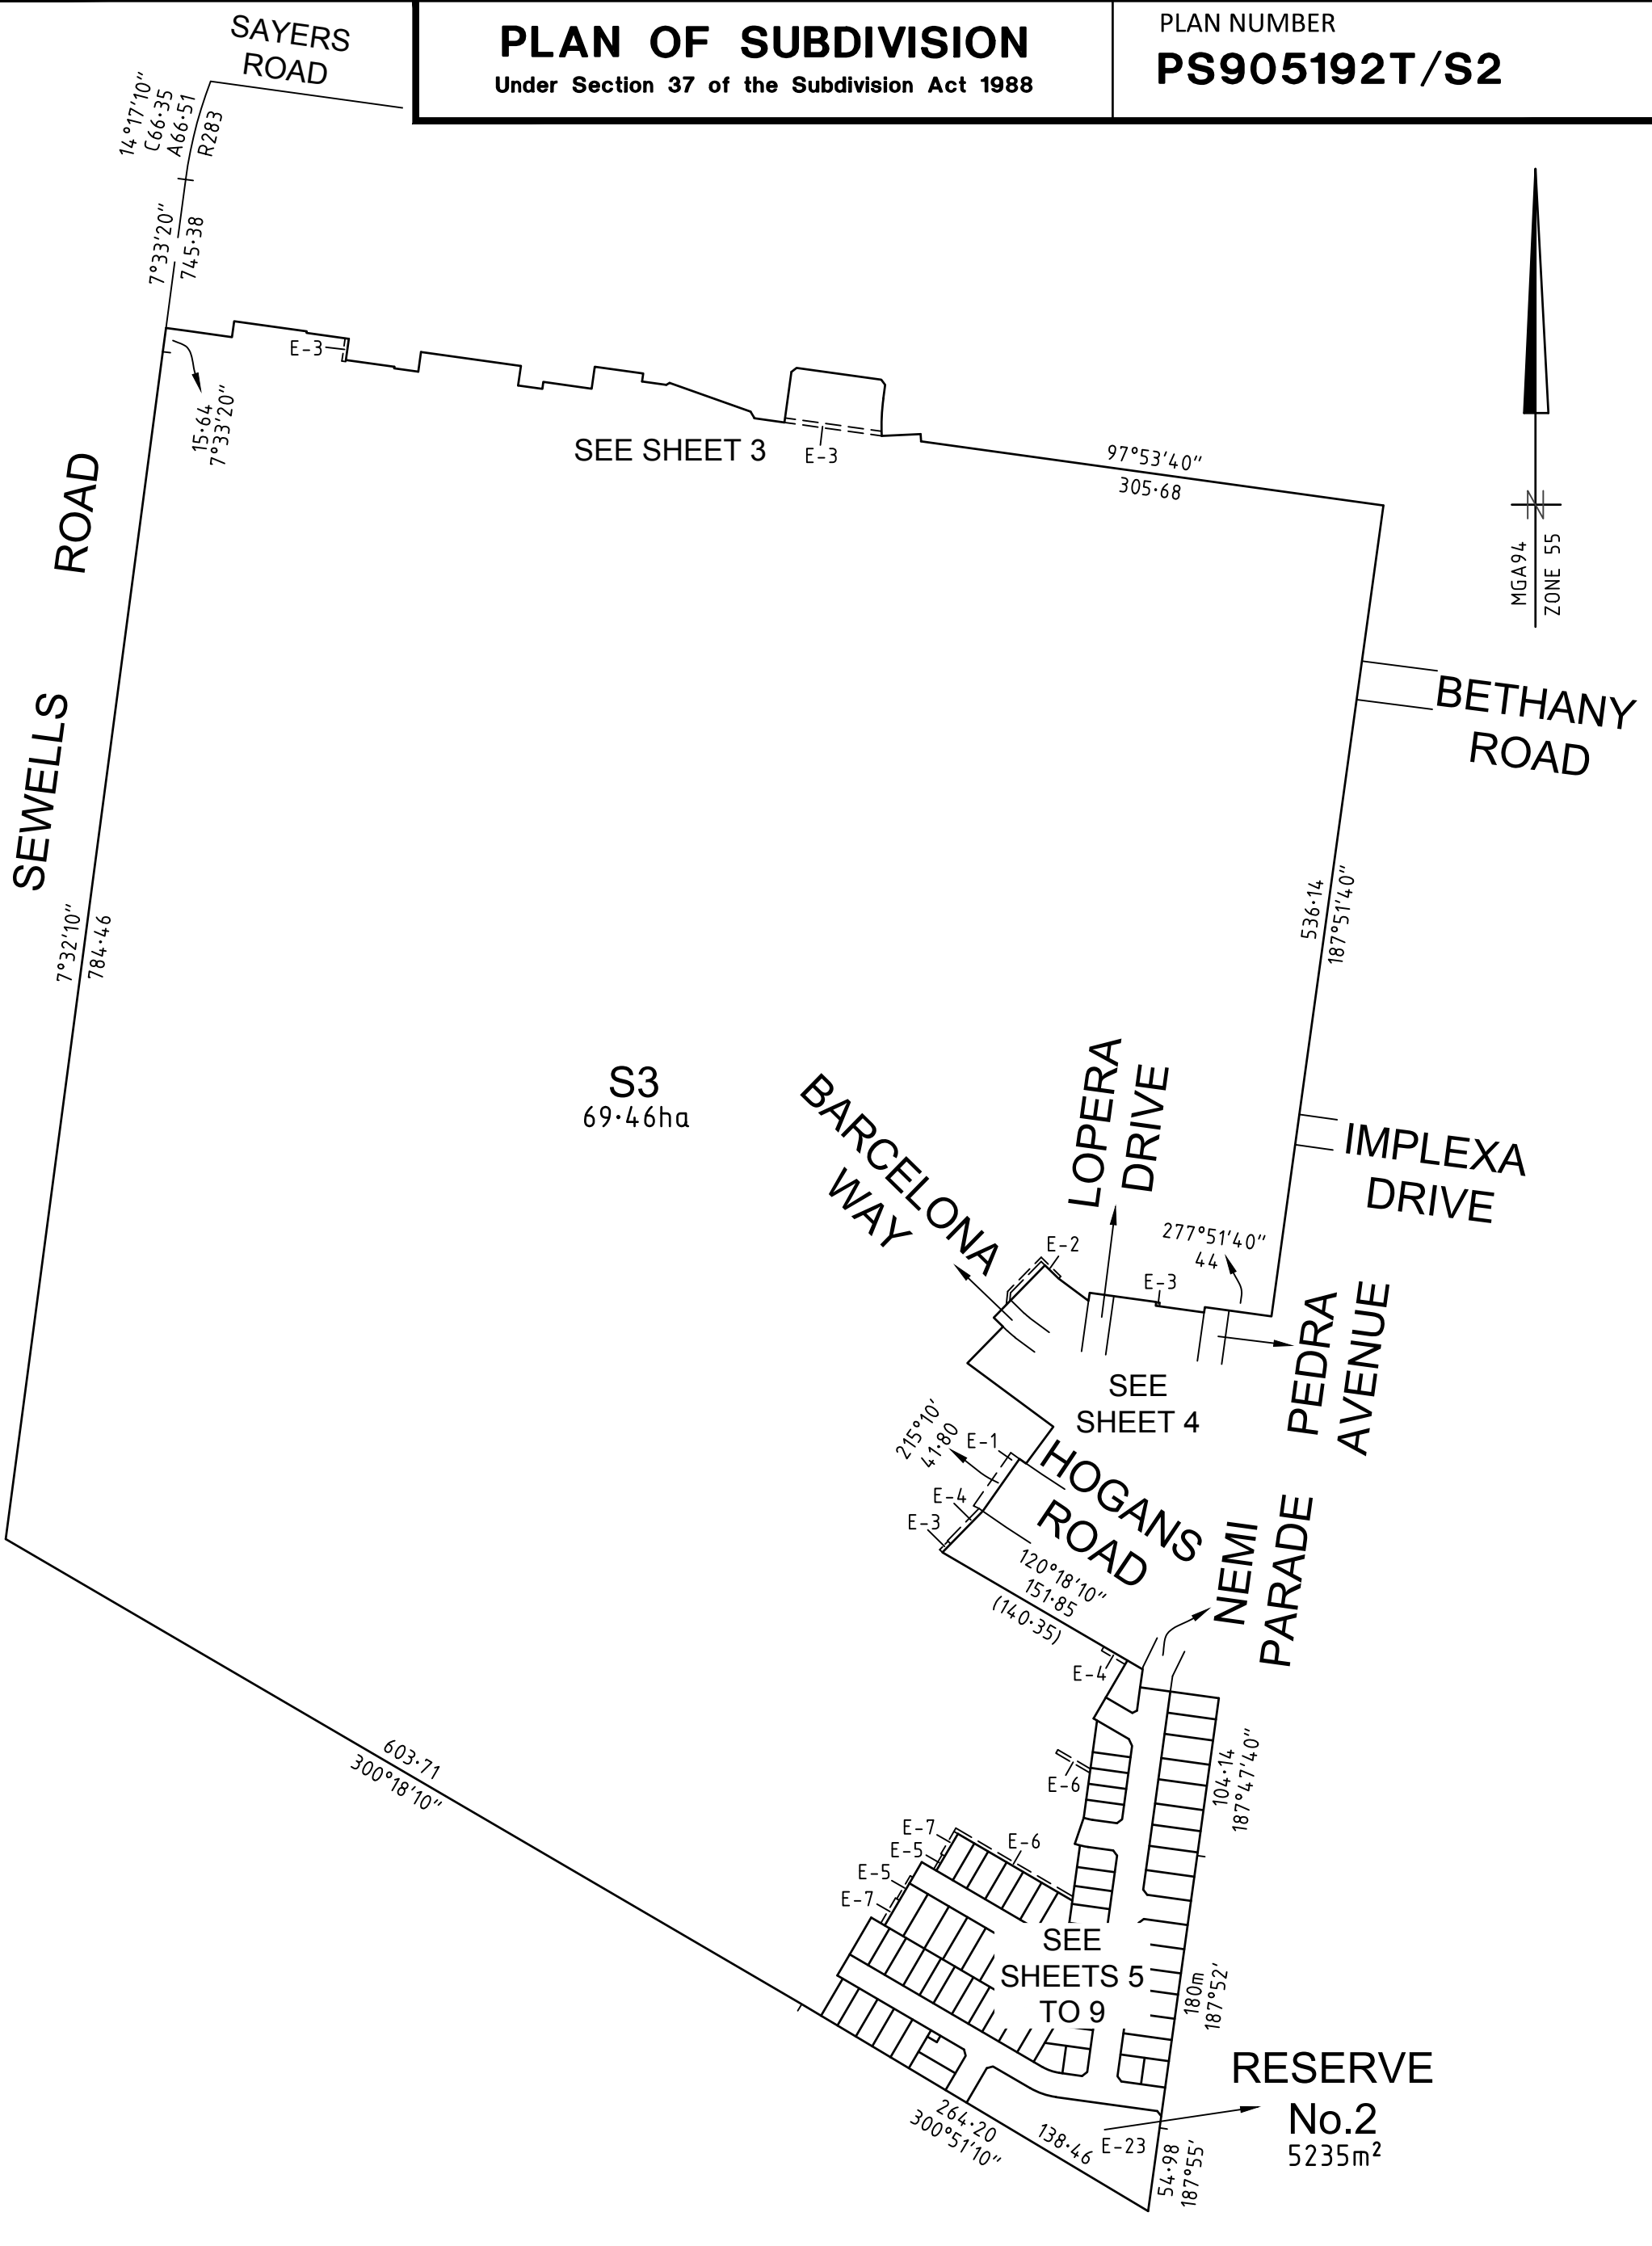 PLAN OF SUBDIVISION
Under Section 37 of the Subdivision Act 1988
PLAN NUMBER
PS905192T/S2
SAYERS
ROAD
14°17'10"
C66·35
A66·51
R283
7°33'20"
745·38
E-3
15·64
7°33'20"
SEE SHEET 3
E-3
97°53'40"
305·68
N
MGA94
ZONE 55
SEWELLS ROAD
BETHANY
ROAD
7°32'10"
784·46
536·14
187°51'40"
S3
69·46ha
BARCELONA
WAY
LOPERA
DRIVE
IMPLEXA
DRIVE
277°51'40"
44
E-2
E-3
PEDRA
AVENUE
SEE
SHEET 4
215°10'
41·80
E-1
E-4
E-3
HOGANS
ROAD
120°18'10"
151·85
(140·35)
NEMI
PARADE
E-4
E-6
104·14
187°47'40"
603·71
300°18'10"
E-7
E-5
E-6
E-5
E-7
SEE
SHEETS 5
TO 9
180m
187°52'
RESERVE
No.2
5235m²
264·20
300°51'10"
138·46
E-23
54·98
187°55'